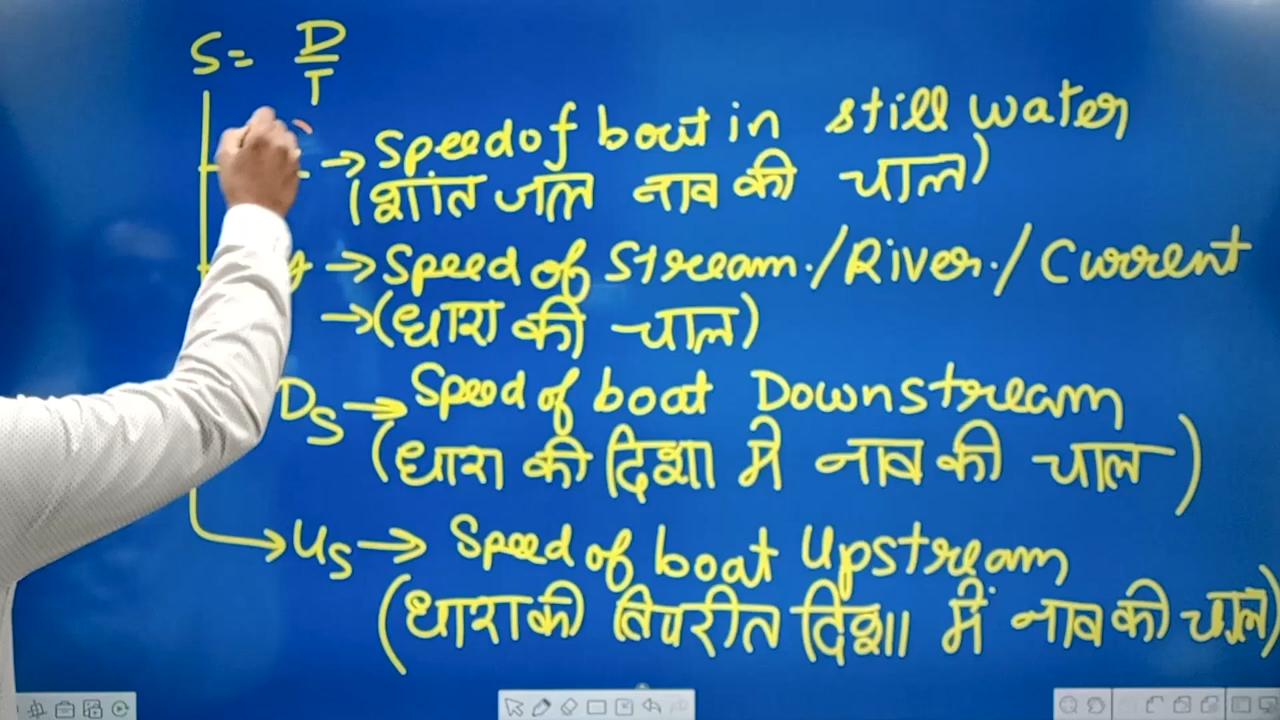 S = D/T
→ Speed of boat in still water
(शांत जल नाव की चाल)
y → Speed of Stream./River./Current
→ (धारा की चाल)
Ds → Speed of boat Downstream
(धारा की दिशा में नाव की चाल)
→ Us → Speed of boat Upstream
(धारा की विपरीत दिशा में नाव की चाल)